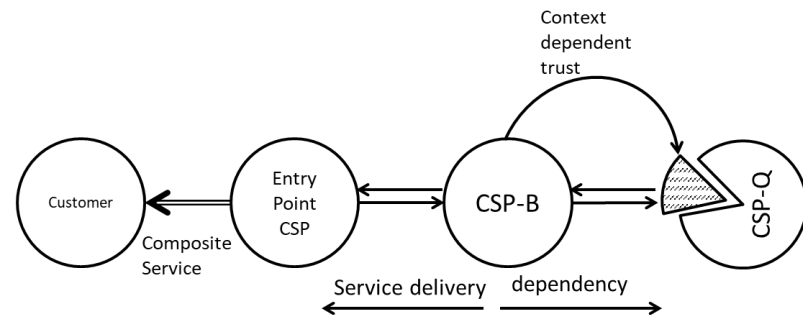 Context
dependent
trust
Customer
Entry
Point
CSP
CSP-B
CSP-Q
Composite
Service
Service delivery
dependency